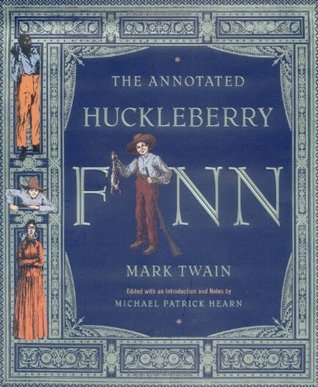 THE ANNOTATED
HUCKLEBERRY
FINN
MARK TWAIN
Edited with an Introduction and Notes by
MICHAEL PATRICK HEARN